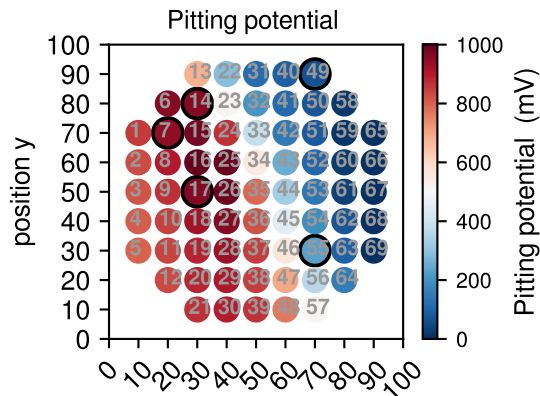 Pitting potential
100
90
80
70
60
50
40
30
20
10
0
position y
13 22 31 40 49
6 14 23 32 41 50 58
1 7 15 24 33 42 51 59 65
2 8 16 25 34 43 52 60 66
3 9 17 26 35 44 53 61 67
4 10 18 27 36 45 54 62 68
5 11 19 28 37 46 55 63 69
12 20 29 38 47 56 64
21 30 39 48 57
0 10 20 30 40 50 60 70 80 90 100
1000
800
600
400
200
0
Pitting potential (mV)